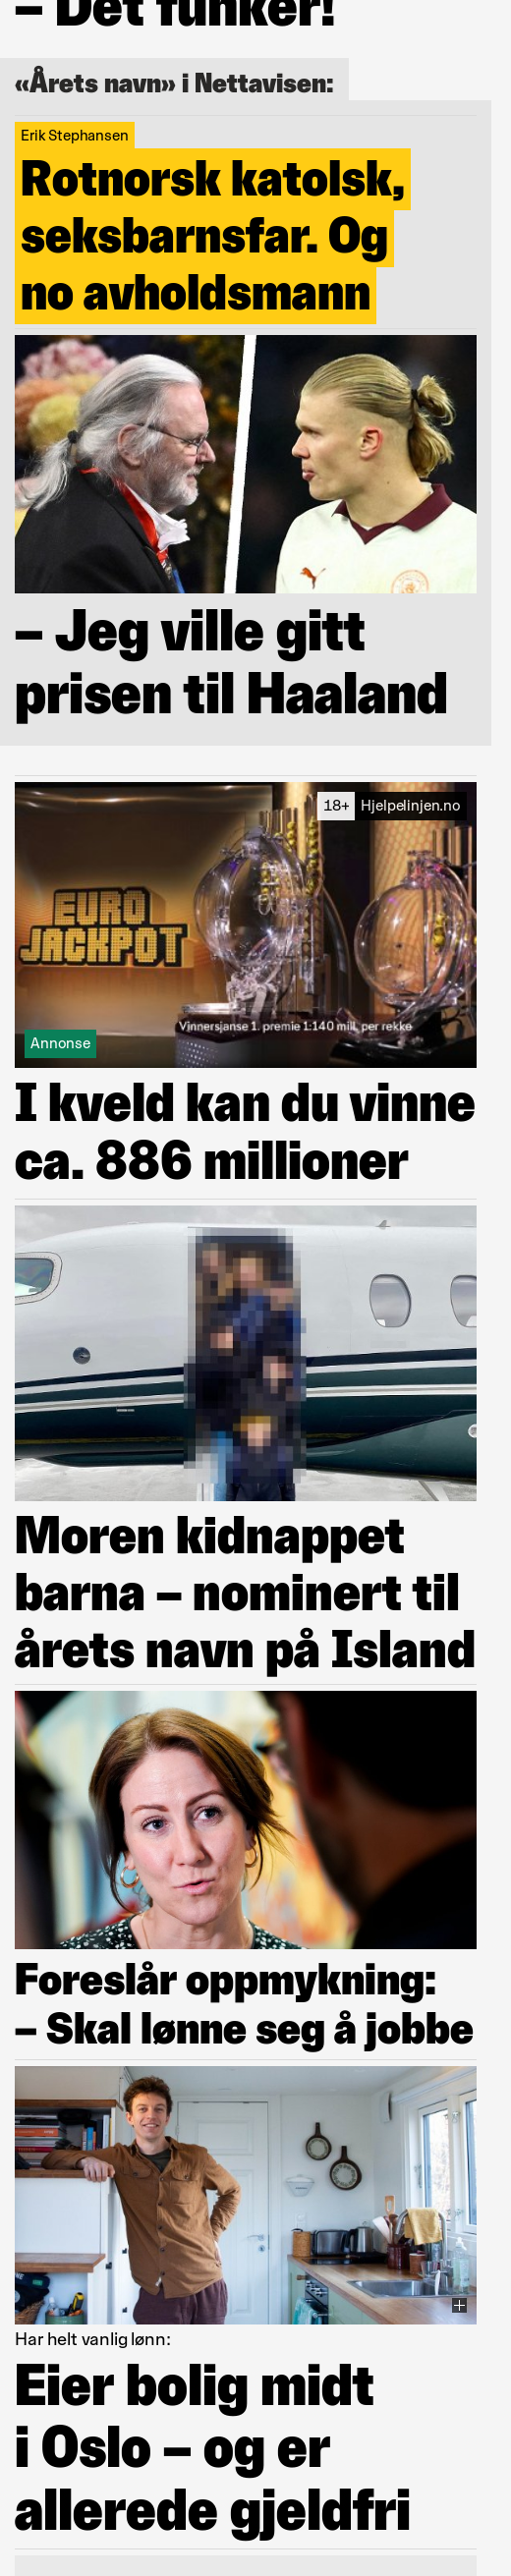 – Det funker!
«Årets navn» i Nettavisen:
Erik Stephansen
Rotnorsk katolsk,
seksbarnsfar. Og
no avholdsmann
– Jeg ville gitt
prisen til Haaland
18+ Hjelpelinjen.no
EURO
JACKPOT
Vinnersjanse 1. premie 1:140 mill. per rekke
Annonse
I kveld kan du vinne
ca. 886 millioner
Moren kidnappet
barna – nominert til
årets navn på Island
Foreslår oppmykning:
– Skal lønne seg å jobbe
Har helt vanlig lønn:
Eier bolig midt
i Oslo – og er
allerede gjeldfri